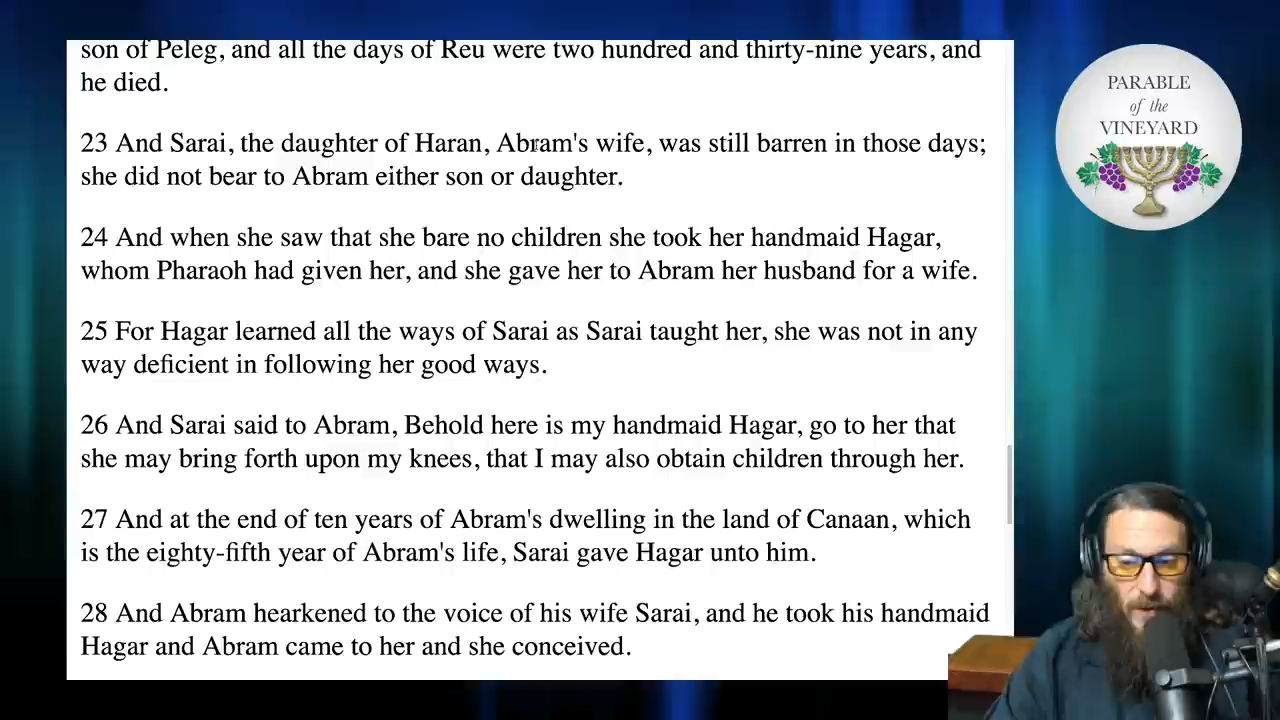 son of Peleg, and all the days of Reu were two hundred and thirty-nine years, and
he died.
23 And Sarai, the daughter of Haran, Abram's wife, was still barren in those days;
she did not bear to Abram either son or daughter.
24 And when she saw that she bare no children she took her handmaid Hagar,
whom Pharaoh had given her, and she gave her to Abram her husband for a wife.
25 For Hagar learned all the ways of Sarai as Sarai taught her, she was not in any
way deficient in following her good ways.
26 And Sarai said to Abram, Behold here is my handmaid Hagar, go to her that
she may bring forth upon my knees, that I may also obtain children through her.
27 And at the end of ten years of Abram's dwelling in the land of Canaan, which
is the eighty-fifth year of Abram's life, Sarai gave Hagar unto him.
28 And Abram hearkened to the voice of his wife Sarai, and he took his handmaid
Hagar and Abram came to her and she conceived.
PARABLE
of the
VINEYARD